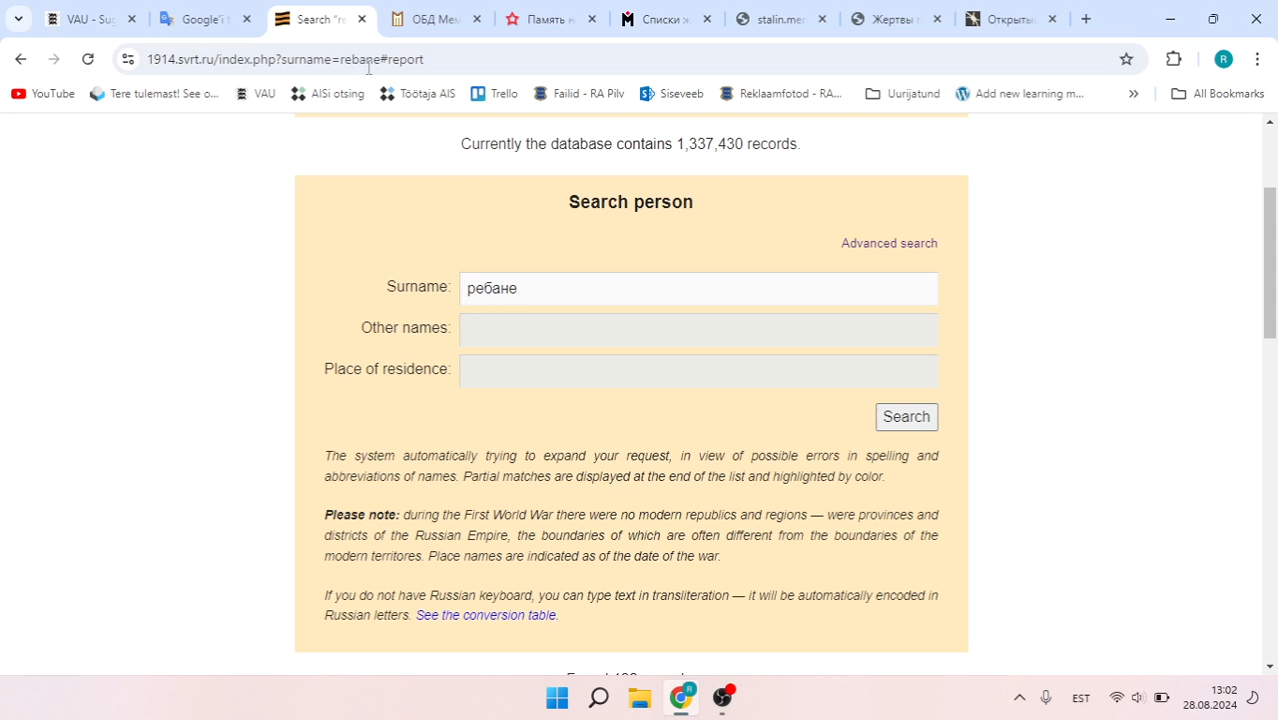 VAU - Sug
Google'i t
Search "re
ОБД Мем
Память н
Списки ж
stalin.mem
Жертвы п
Открыты
1914.svrt.ru/index.php?surname=rebane#report
R
YouTube
Tere tulemast! See o...
VAU
AISi otsing
Töötaja AIS
Trello
Failid - RA Pilv
Siseveeb
Reklaamfotod - RA...
Uurijatund
Add new learning m...
»
All Bookmarks
Currently the database contains 1,337,430 records.
Search person
Advanced search
Surname: ребане
Other names:
Place of residence:
Search
The system automatically trying to expand your request, in view of possible errors in spelling and
abbreviations of names. Partial matches are displayed at the end of the list and highlighted by color.
Please note: during the First World War there were no modern republics and regions — were provinces and
districts of the Russian Empire, the boundaries of which are often different from the boundaries of the
modern territores. Place names are indicated as of the date of the war.
If you do not have Russian keyboard, you can type text in transliteration — it will be automatically encoded in
Russian letters. See the conversion table.
EST
13:02
28.08.2024